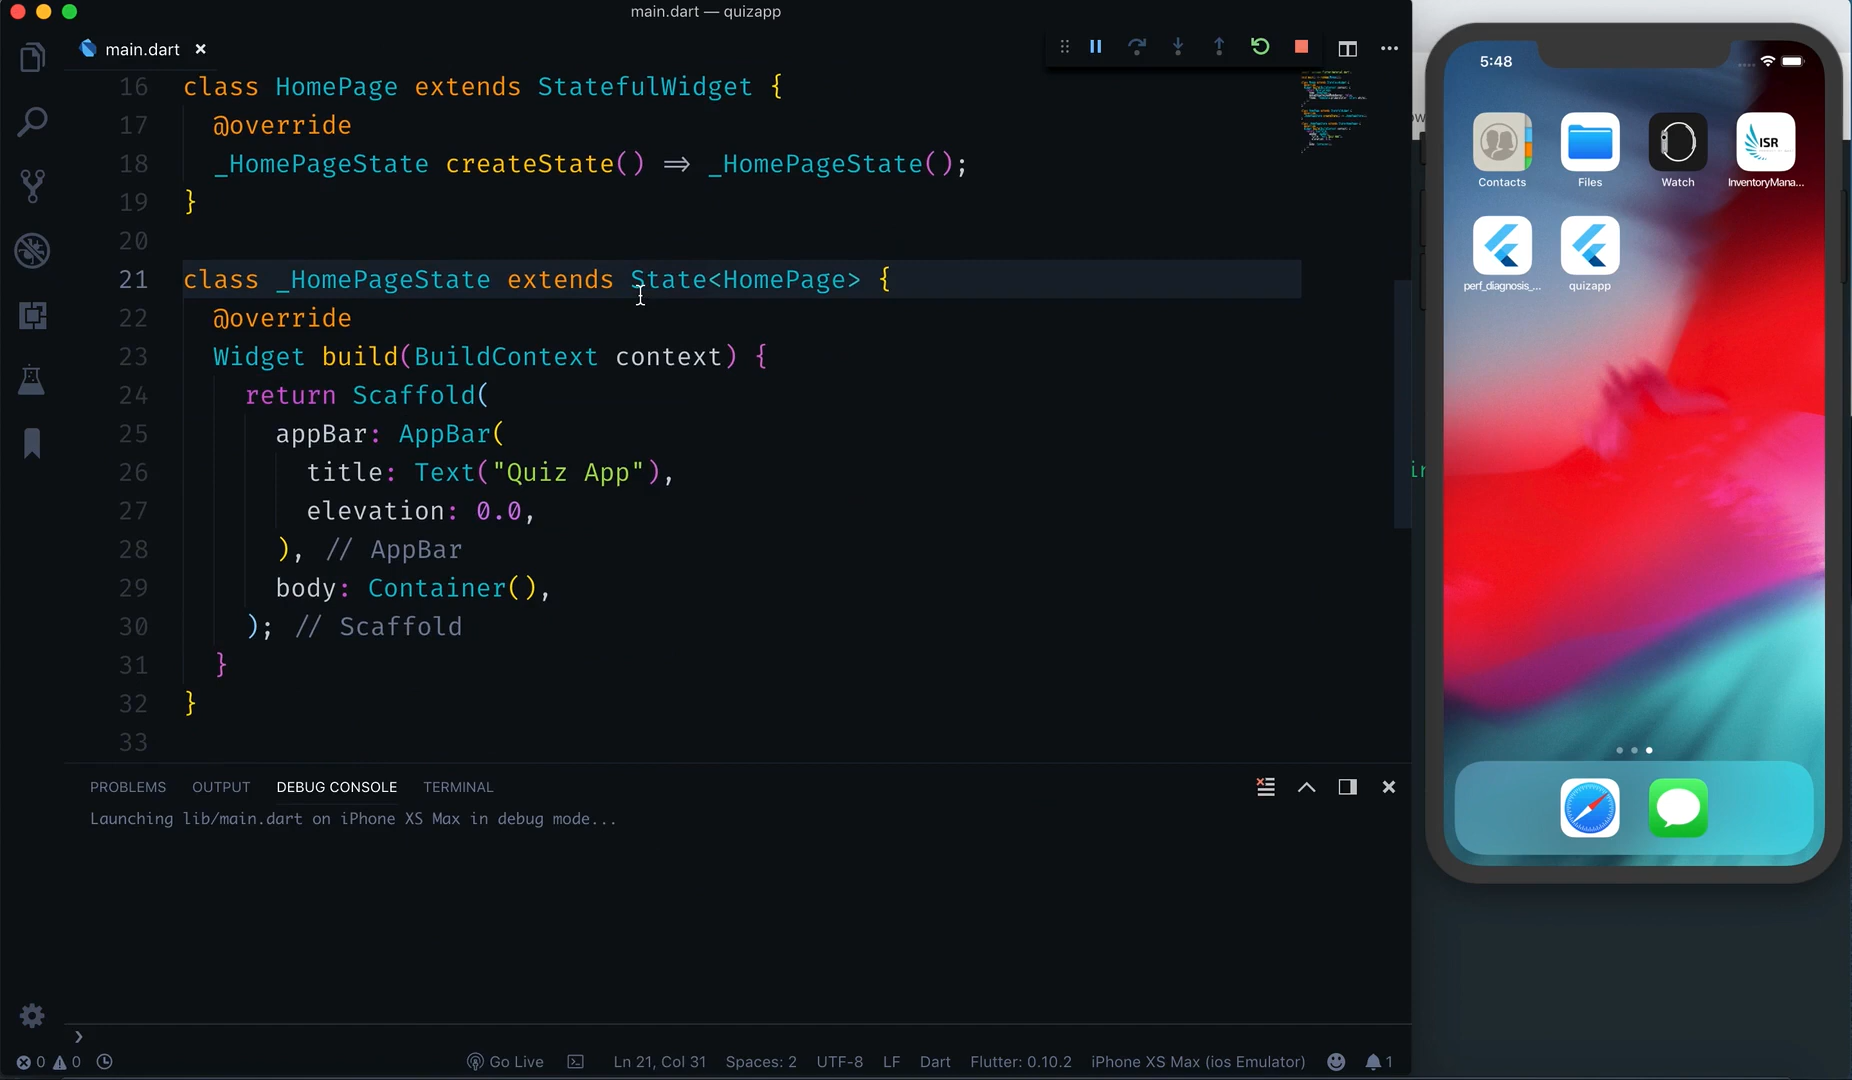 main.dart — quizapp
main.dart
16 class HomePage extends StatefulWidget {
17 @override
18 _HomePageState createState() => _HomePageState();
19 }
20
21 class _HomePageState extends State<HomePage> {
22 @override
23 Widget build(BuildContext context) {
24 return Scaffold(
25 appBar: AppBar(
26 title: Text("Quiz App"),
27 elevation: 0.0,
28 ), // AppBar
29 body: Container(),
30 ); // Scaffold
31 }
32 }
33
PROBLEMS OUTPUT DEBUG CONSOLE TERMINAL
Launching lib/main.dart on iPhone XS Max in debug mode...
0 0 Go Live Ln 21, Col 31 Spaces: 2 UTF-8 LF Dart Flutter: 0.10.2 iPhone XS Max (ios Emulator) 1
5:48
ISR
Contacts Files Watch InventoryMana...
perf_diagnosis_... quizapp